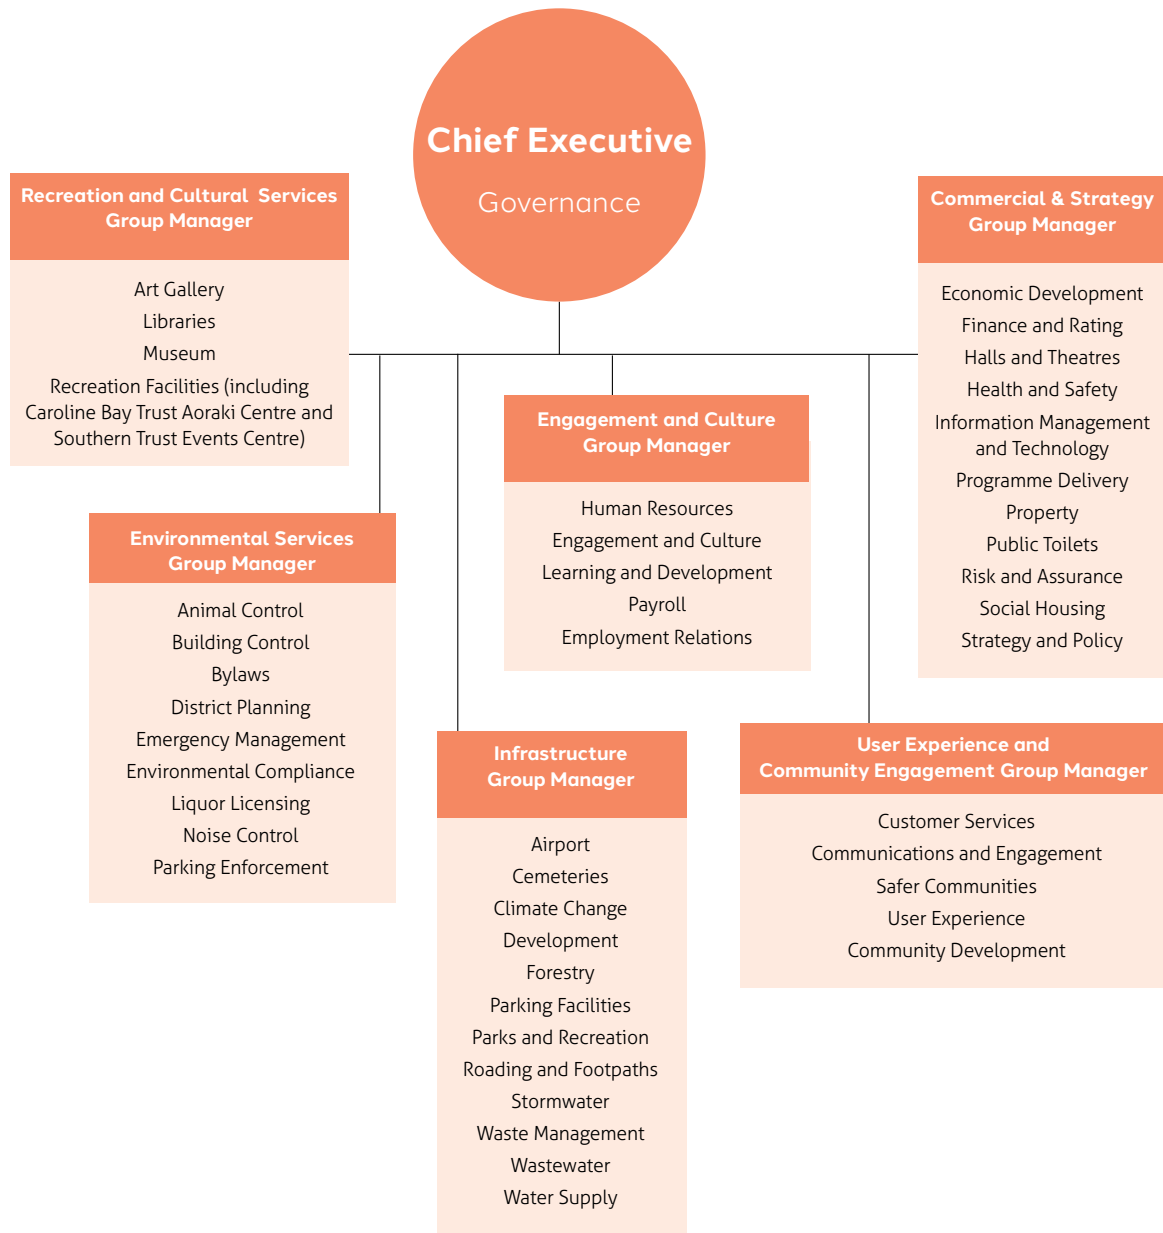 Chief Executive
Governance
Recreation and Cultural Services
Group Manager
Art Gallery
Libraries
Museum
Recreation Facilities (including
Caroline Bay Trust Aoraki Centre and
Southern Trust Events Centre)
Commercial & Strategy
Group Manager
Economic Development
Finance and Rating
Halls and Theatres
Health and Safety
Information Management
and Technology
Programme Delivery
Property
Public Toilets
Risk and Assurance
Social Housing
Strategy and Policy
Engagement and Culture
Group Manager
Human Resources
Engagement and Culture
Learning and Development
Payroll
Employment Relations
Environmental Services
Group Manager
Animal Control
Building Control
Bylaws
District Planning
Emergency Management
Environmental Compliance
Liquor Licensing
Noise Control
Parking Enforcement
Infrastructure
Group Manager
Airport
Cemeteries
Climate Change
Development
Forestry
Parking Facilities
Parks and Recreation
Roading and Footpaths
Stormwater
Waste Management
Wastewater
Water Supply
User Experience and
Community Engagement Group Manager
Customer Services
Communications and Engagement
Safer Communities
User Experience
Community Development